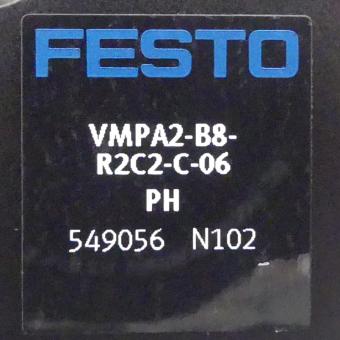 FESTO
VMPA2-B8-
R2C2-C-06
PH
549056 N102